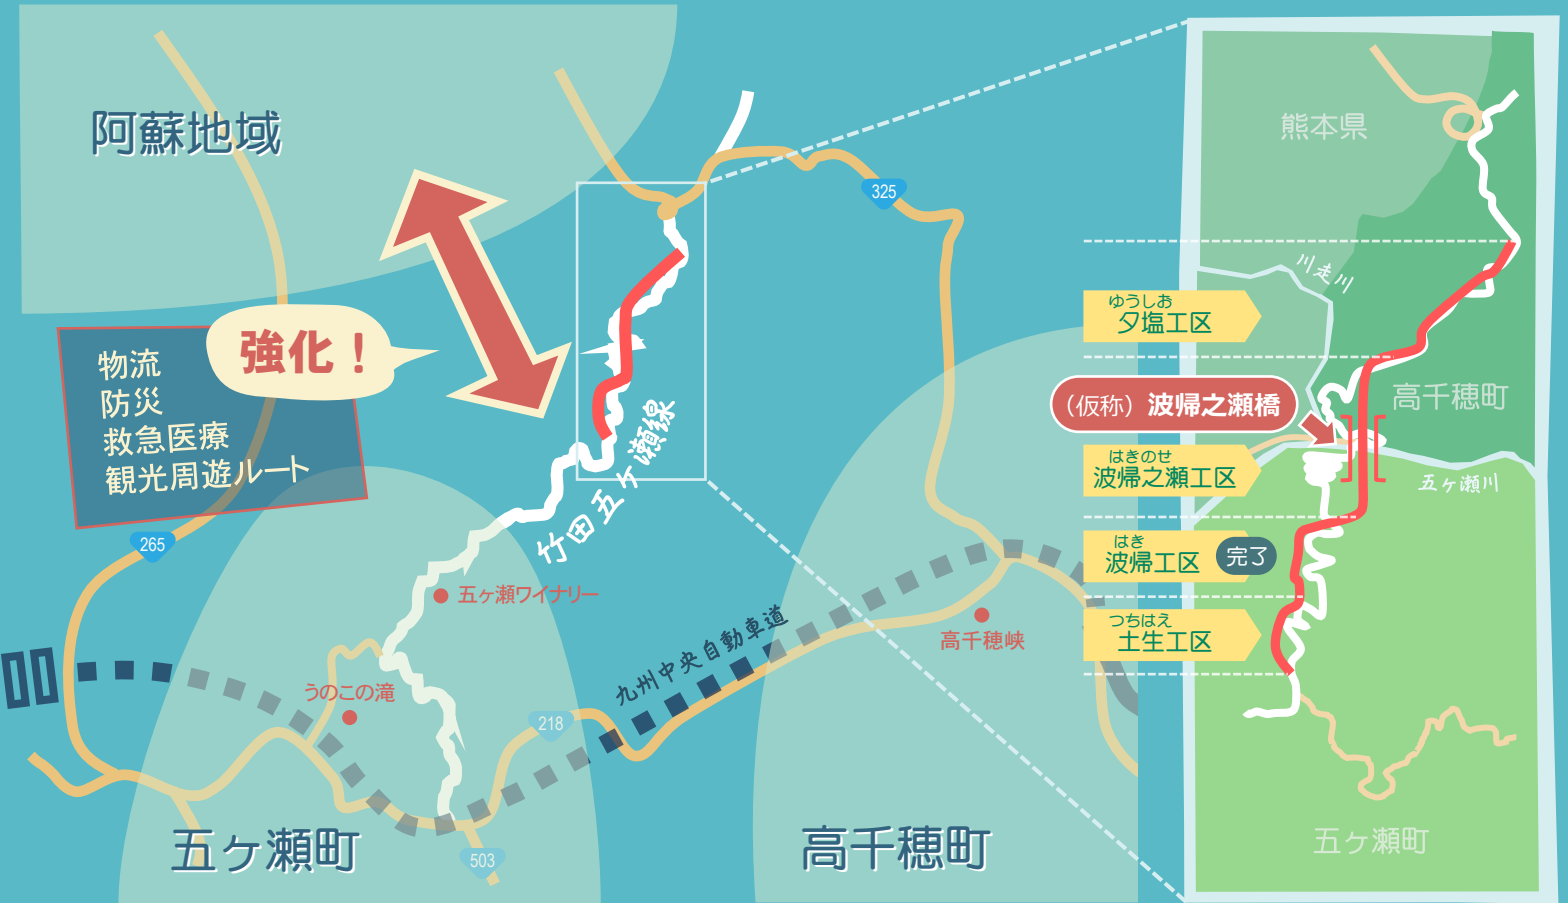 阿蘇地域
強化！
物流
防災
救急医療
観光周遊ルート
265
325
竹田五ヶ瀬線
五ヶ瀬ワイナリー
うのこの滝
九州中央自動車道
218
503
高千穂峡
五ヶ瀬町
高千穂町
熊本県
川走川
ゆうしお
夕塩工区
高千穂町
（仮称）波帰之瀬橋
はきのせ
波帰之瀬工区
五ヶ瀬川
はき
波帰工区
完了
つちはえ
土生工区
五ヶ瀬町